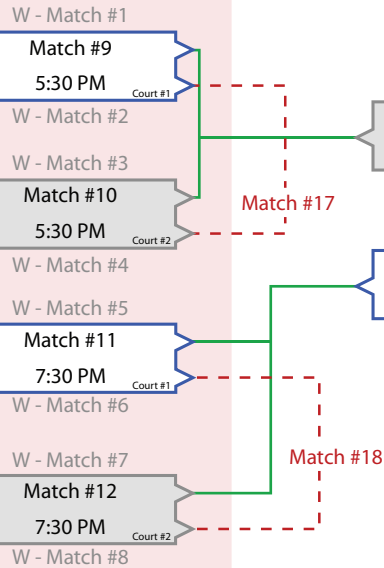 W - Match #1
Match #9
5:30 PM
Court #1
W - Match #2
W - Match #3
Match #10
5:30 PM
Court #2
W - Match #4
Match #17
W - Match #5
Match #11
7:30 PM
Court #1
W - Match #6
W - Match #7
Match #12
7:30 PM
Court #2
W - Match #8
Match #18